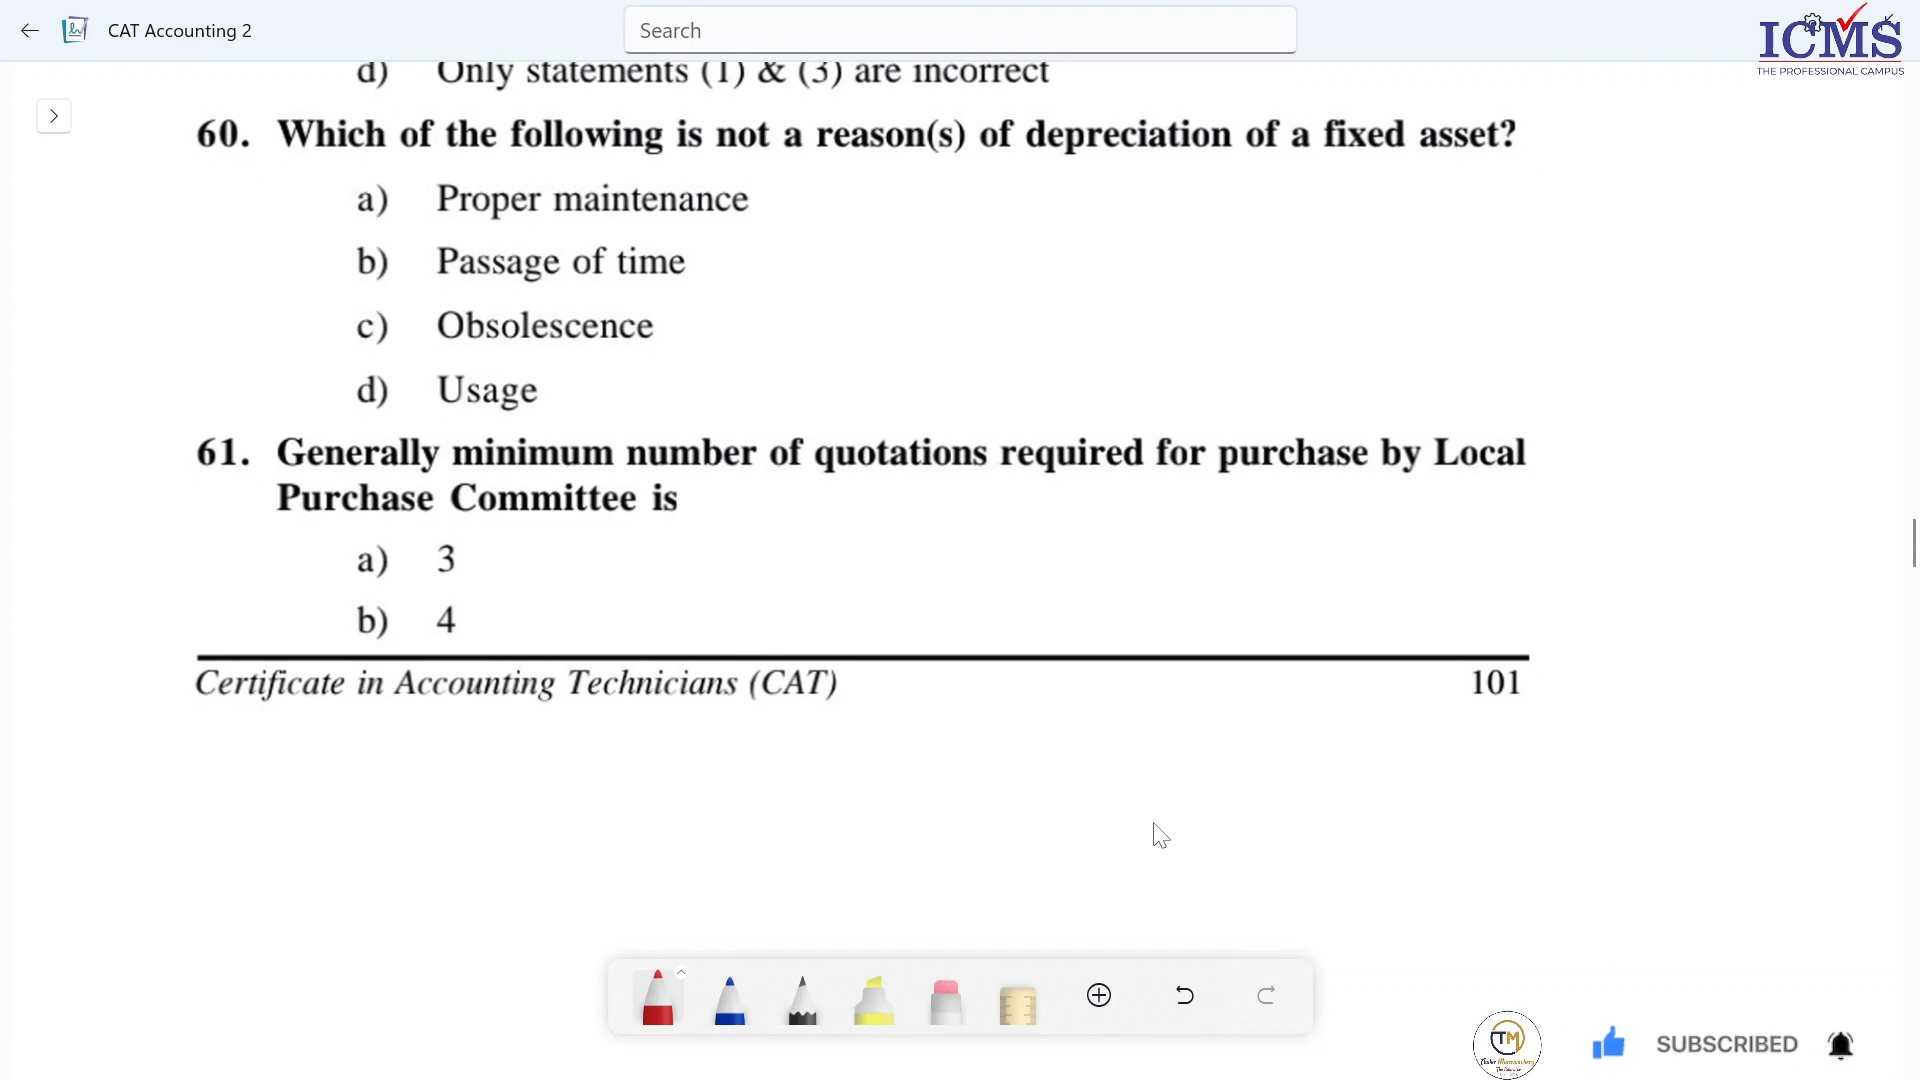 CAT Accounting 2
Search
ICMS
THE PROFESSIONAL CAMPUS
d) Only statements (1) & (3) are incorrect
60. Which of the following is not a reason(s) of depreciation of a fixed asset?
a) Proper maintenance
b) Passage of time
c) Obsolescence
d) Usage
61. Generally minimum number of quotations required for purchase by Local
Purchase Committee is
a) 3
b) 4
Certificate in Accounting Technicians (CAT) 101
TM
SUBSCRIBED